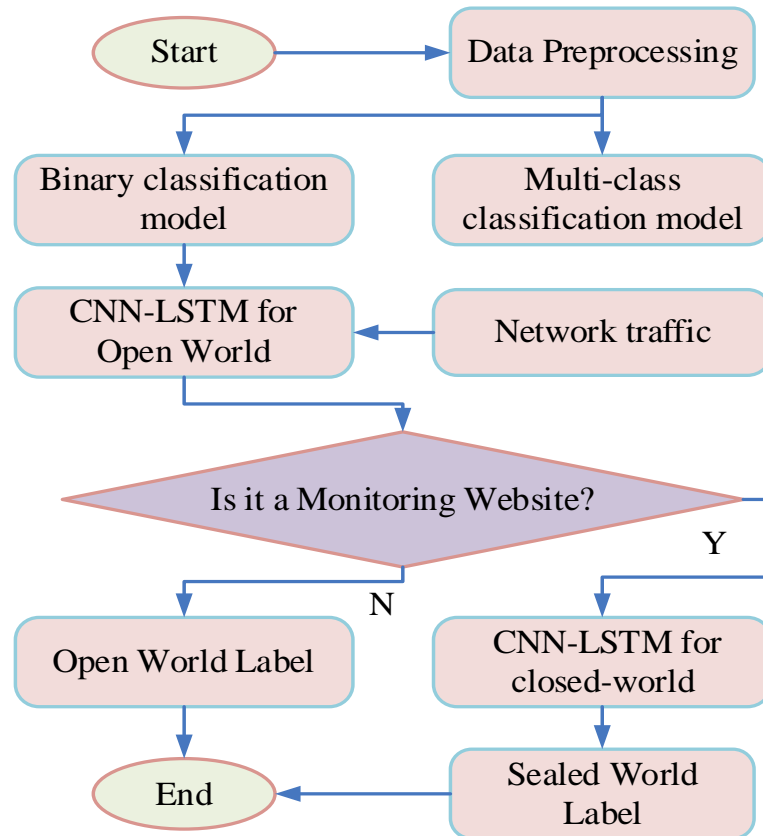 Start
Data Preprocessing
Binary classification
model
Multi-class
classification model
CNN-LSTM for
Open World
Network traffic
Is it a Monitoring Website?
Y
N
Open World Label
CNN-LSTM for
closed-world
End
Sealed World
Label